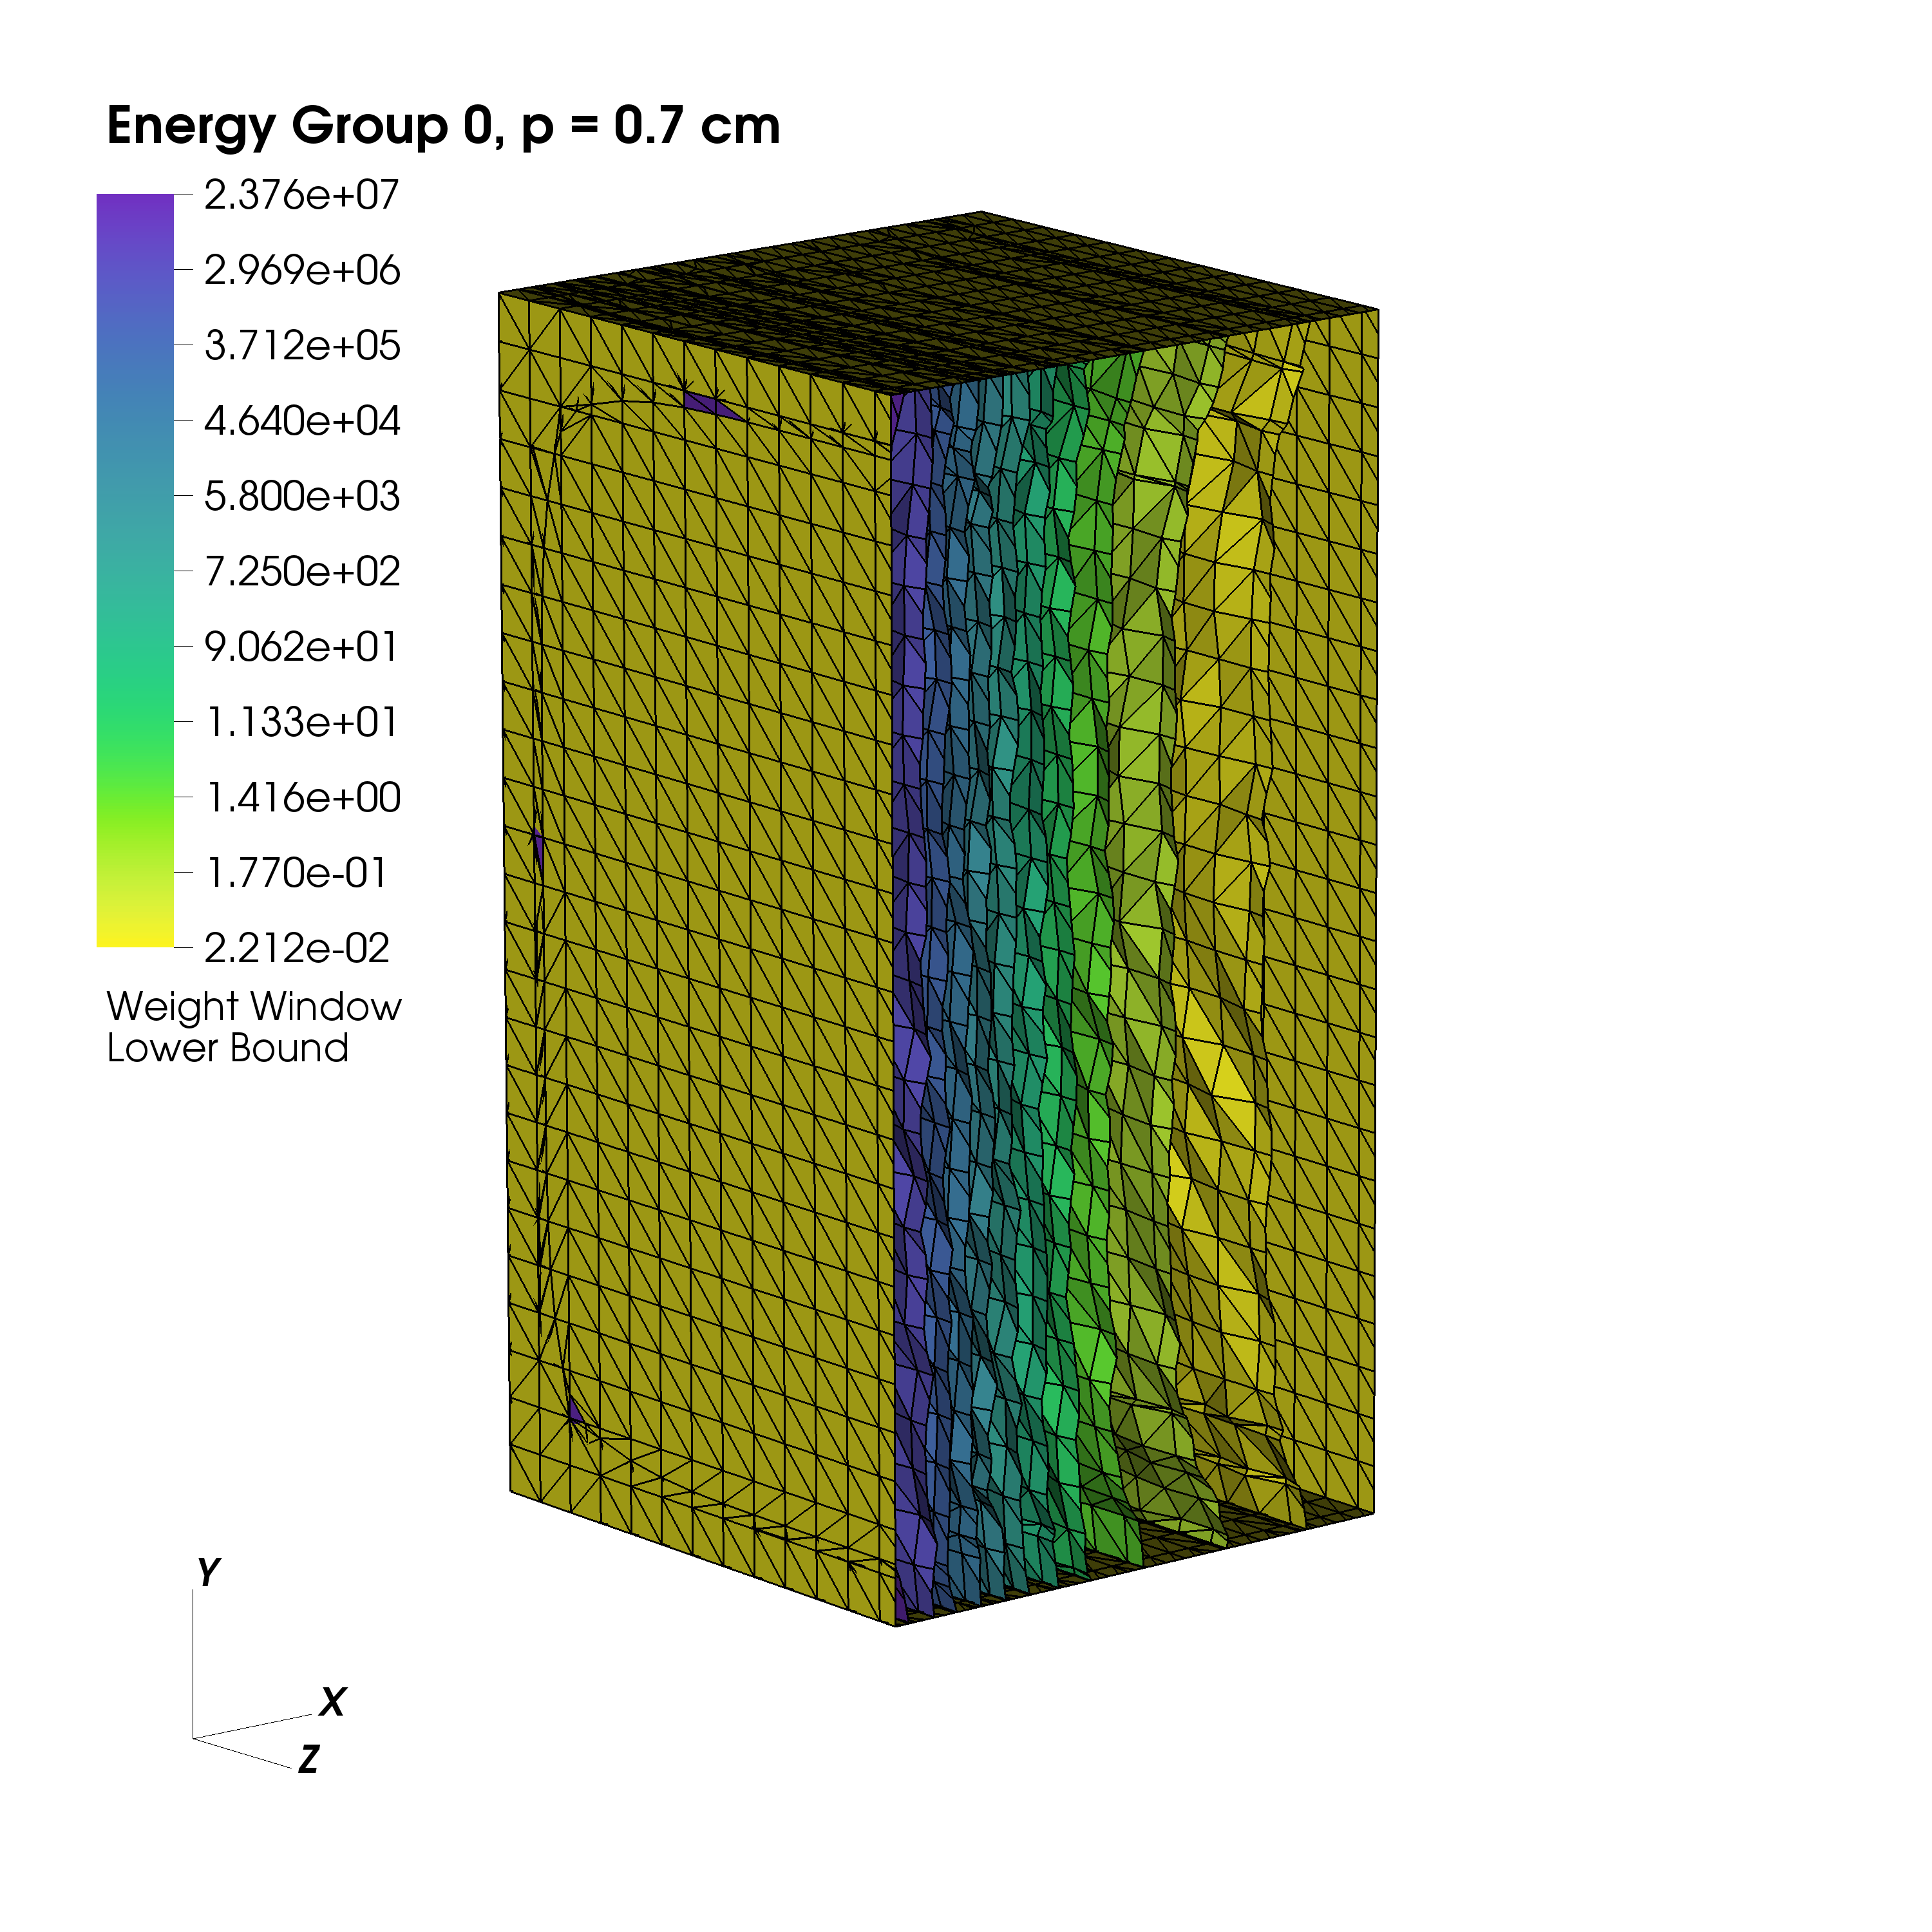 Energy Group 0, p = 0.7 cm
2.376e+07
2.969e+06
3.712e+05
4.640e+04
5.800e+03
7.250e+02
9.062e+01
1.133e+01
1.416e+00
1.770e-01
2.212e-02
Weight Window
Lower Bound
Y
X
Z